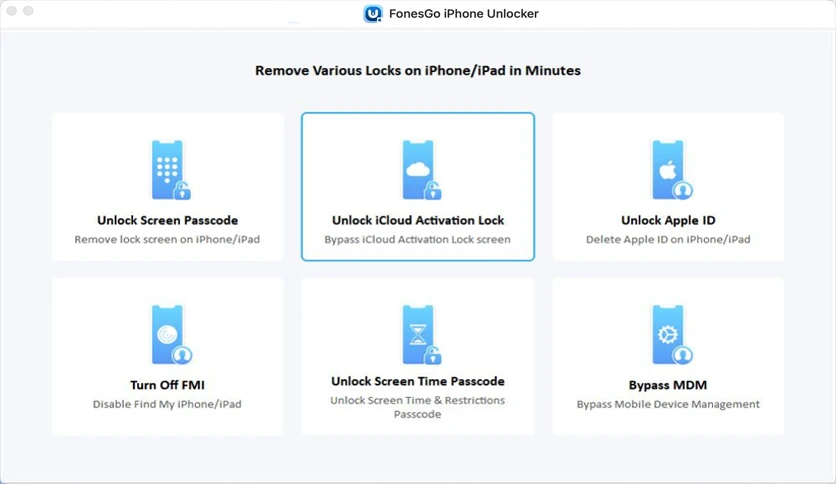 FonesGo iPhone Unlocker
Remove Various Locks on iPhone/iPad in Minutes
Unlock Screen Passcode
Remove lock screen on iPhone/iPad
Unlock iCloud Activation Lock
Bypass iCloud Activation Lock screen
Unlock Apple ID
Delete Apple ID on iPhone/iPad
Turn Off FMI
Disable Find My iPhone/iPad
Unlock Screen Time Passcode
Unlock Screen Time & Restrictions
Passcode
Bypass MDM
Bypass Mobile Device Management